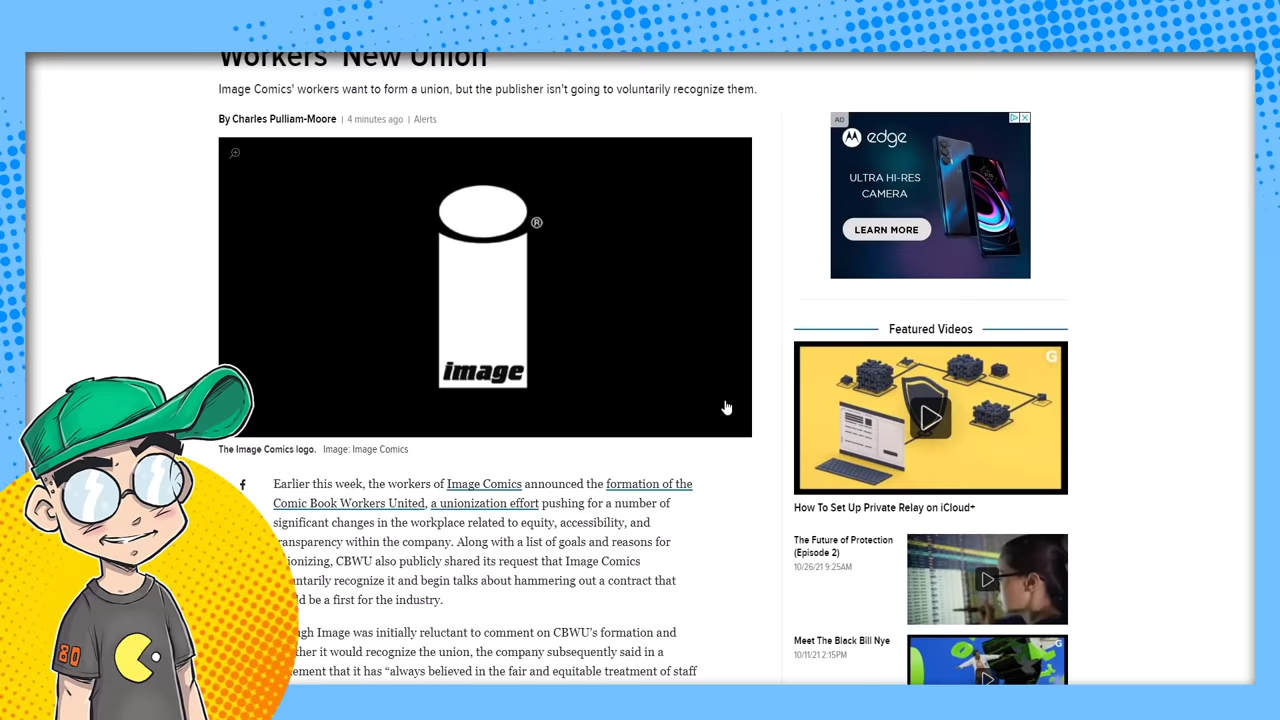 Workers' New Union
Image Comics' workers want to form a union, but the publisher isn't going to voluntarily recognize them.
By Charles Pulliam-Moore | 4 minutes ago | Alerts
AD
edge
ULTRA HI-RES
CAMERA
LEARN MORE
®
image
The Image Comics logo. Image: Image Comics
Earlier this week, the workers of Image Comics announced the formation of the
Comic Book Workers United, a unionization effort pushing for a number of
significant changes in the workplace related to equity, accessibility, and
transparency within the company. Along with a list of goals and reasons for
ionizing, CBWU also publicly shared its request that Image Comics
untarily recognize it and begin talks about hammering out a contract that
ld be a first for the industry.
ugh Image was initially reluctant to comment on CBWU's formation and
ther it would recognize the union, the company subsequently said in a
ement that it has “always believed in the fair and equitable treatment of staff
Featured Videos
G
How To Set Up Private Relay on iCloud+
The Future of Protection
(Episode 2)
10/26/21 9:25AM
Meet The Black Bill Nye
10/11/21 2:15PM
G
80